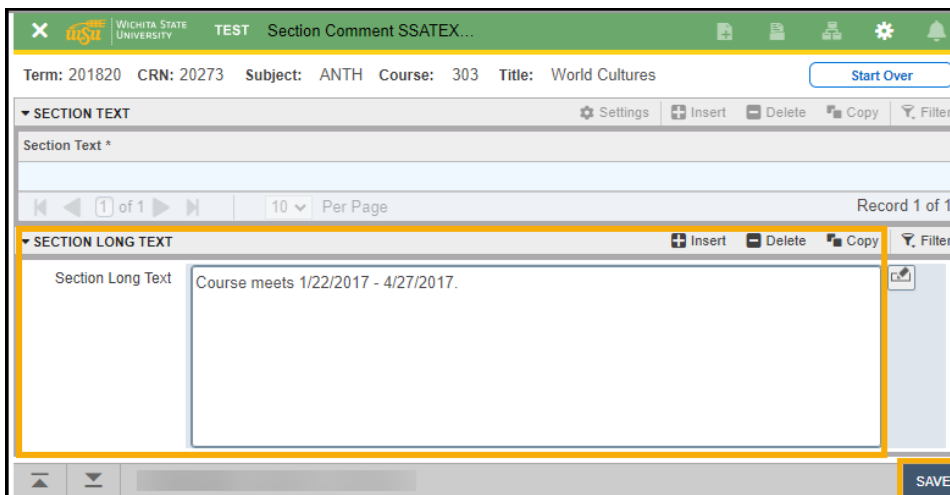 wsu WICHITA STATE UNIVERSITY TEST Section Comment SSATEX...
Term: 201820 CRN: 20273 Subject: ANTH Course: 303 Title: World Cultures Start Over
SECTION TEXT Settings Insert Delete Copy Filter
Section Text *
1 of 1 10 Per Page Record 1 of 1
SECTION LONG TEXT Insert Delete Copy Filter
Section Long Text Course meets 1/22/2017 - 4/27/2017.
SAVE